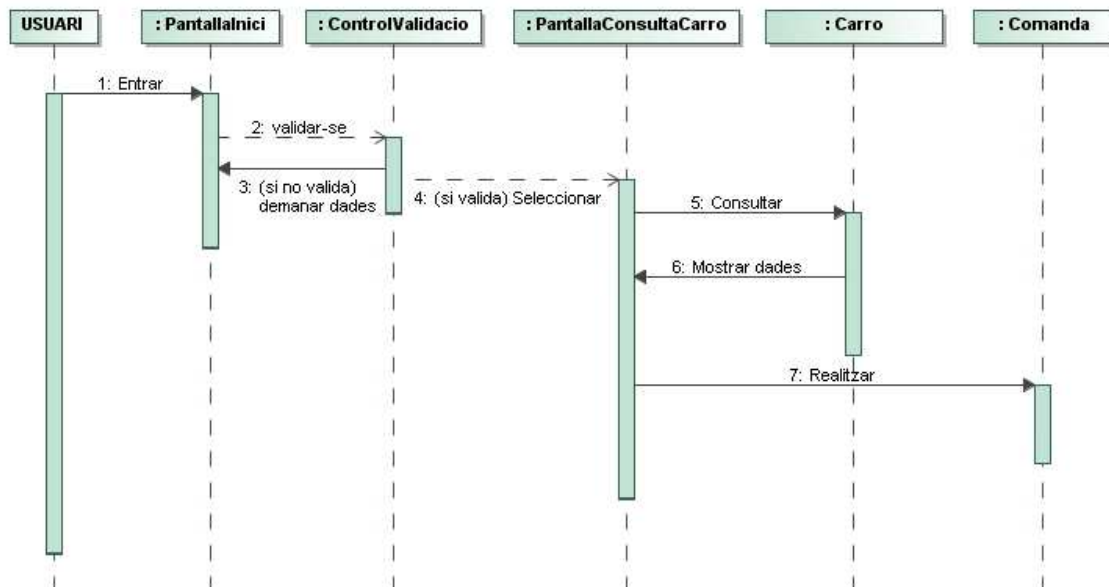 USUARI
: PantallaInici
: ControlValidacio
: PantallaConsultaCarro
: Carro
: Comanda
1: Entrar
2: validar-se
3: (si no valida)
demanar dades
4: (si valida) Seleccionar
5: Consultar
6: Mostrar dades
7: Realitzar